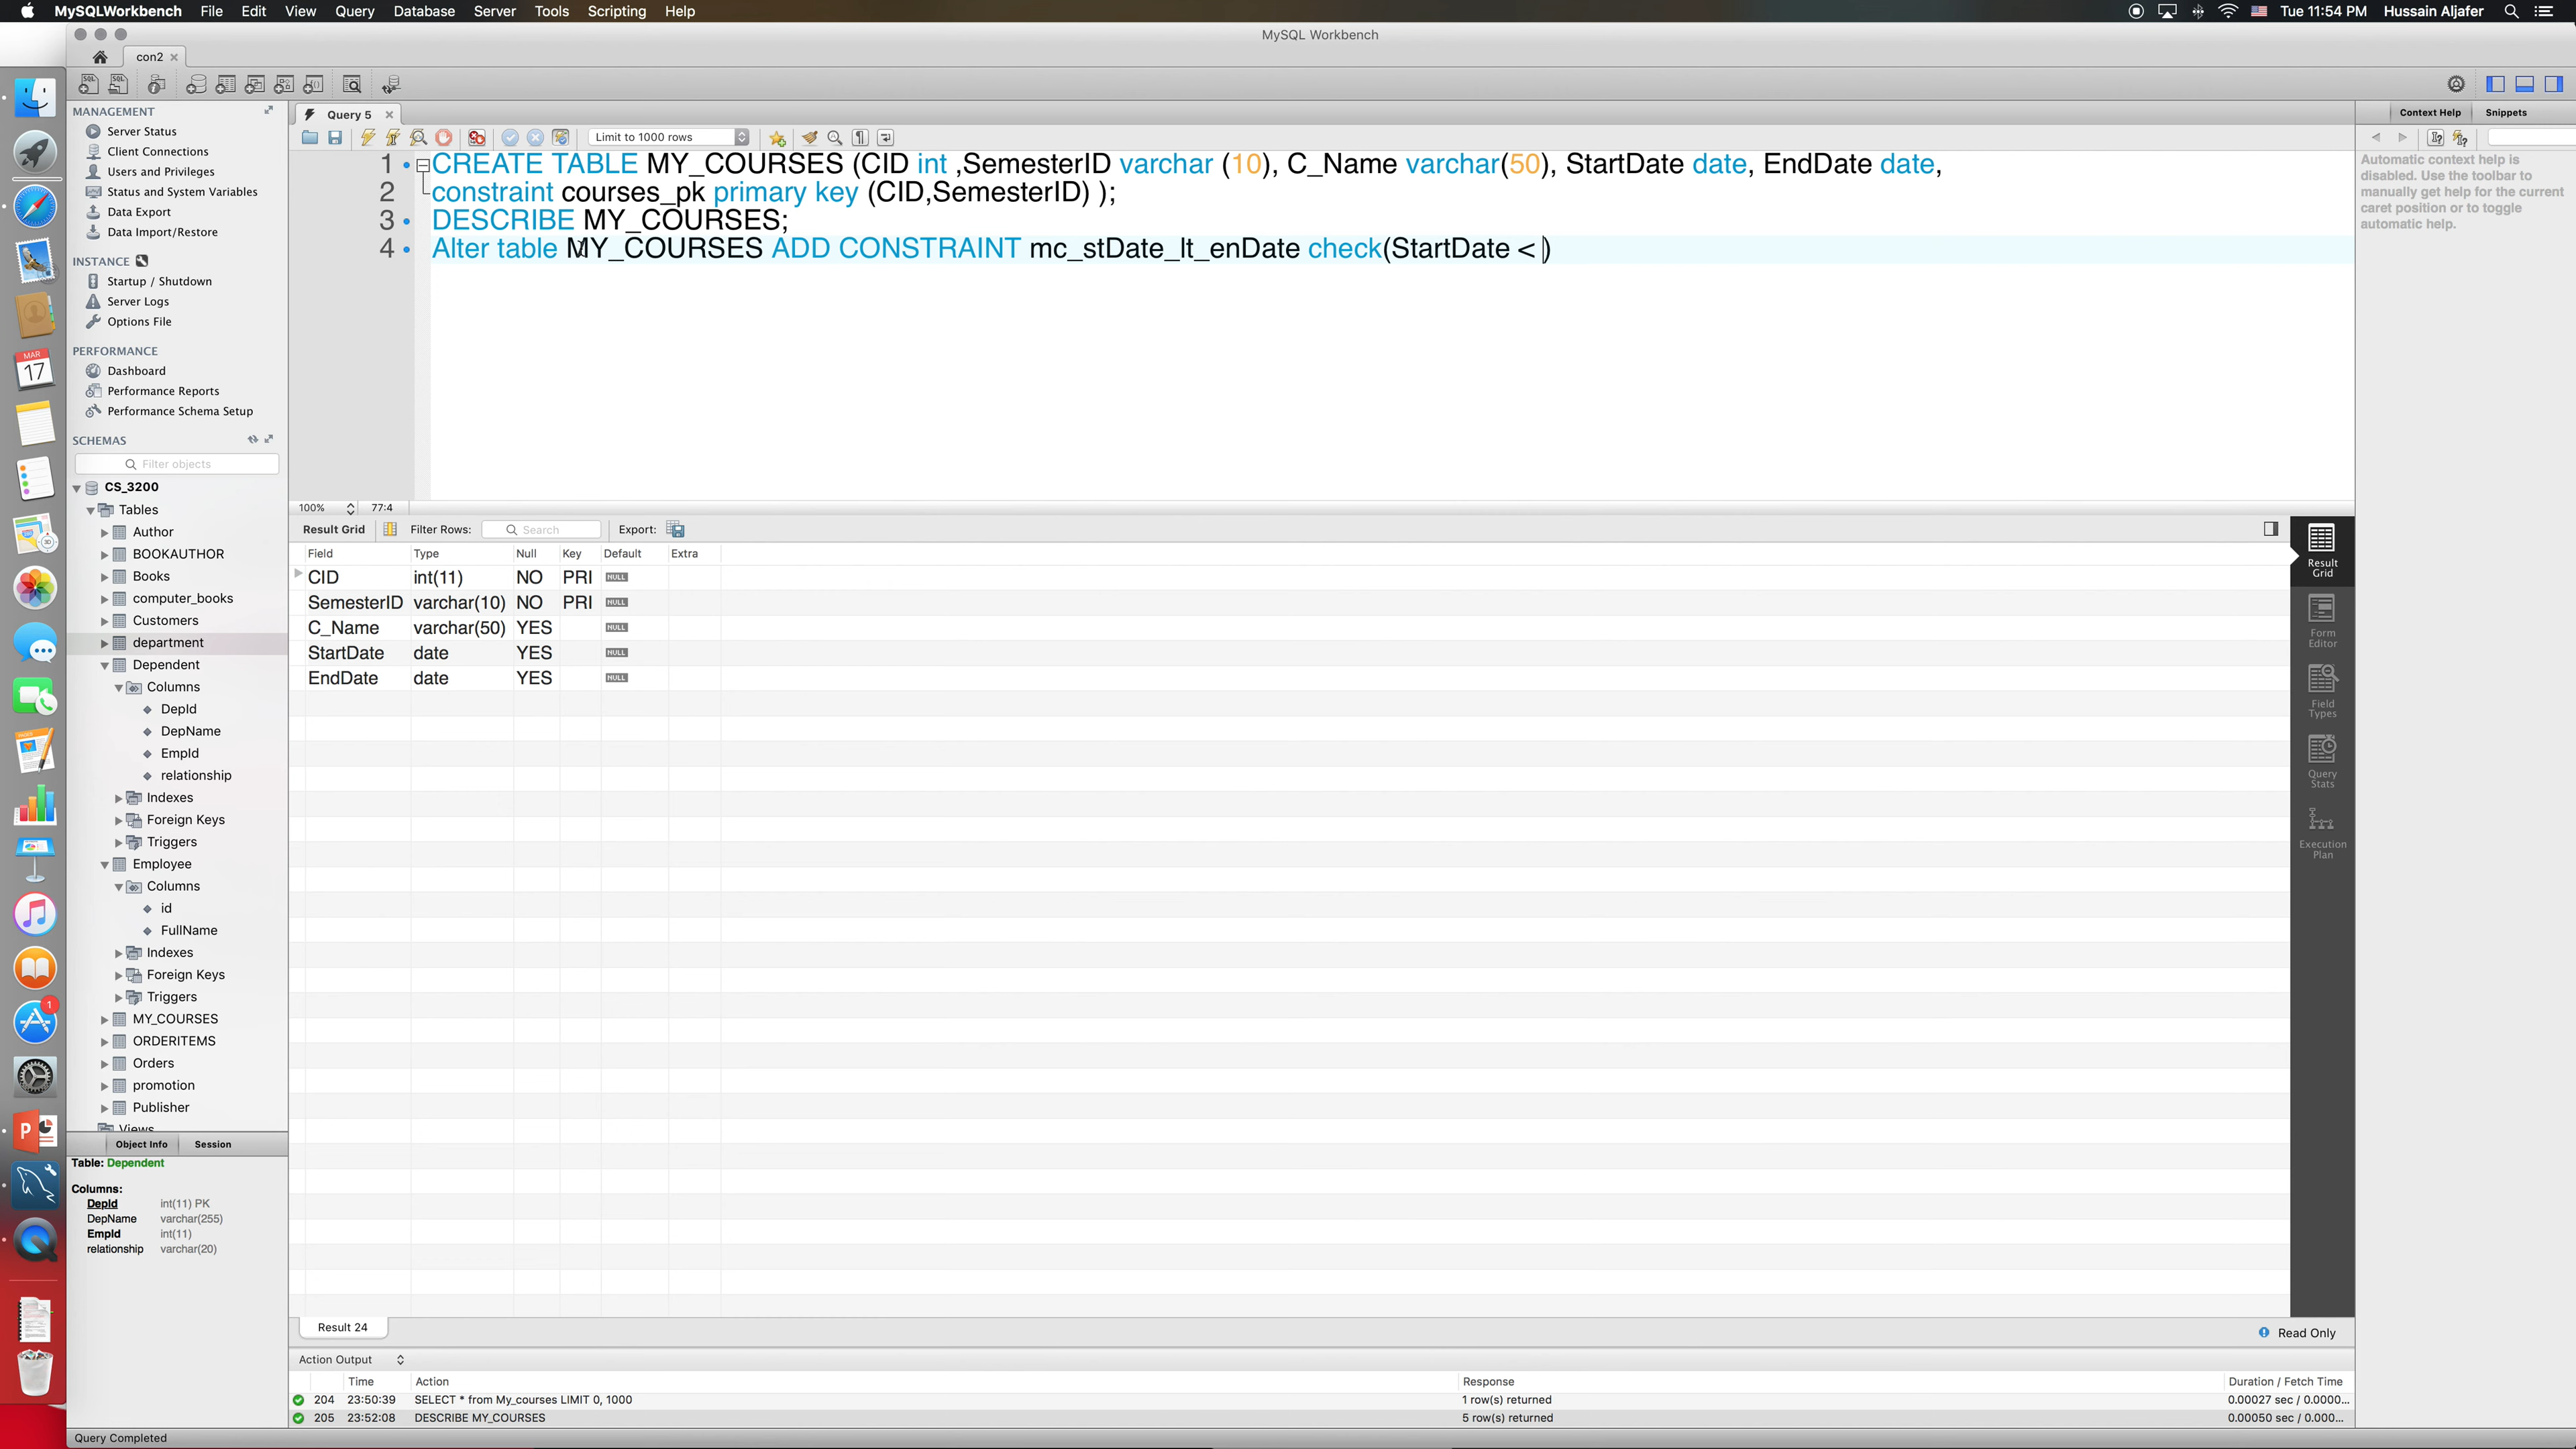 MySQLWorkbench File Edit View Query Database Server Tools Scripting Help Tue 11:54 PM Hussain Aljafer
MySQL Workbench
con2
MANAGEMENT
Server Status
Client Connections
Users and Privileges
Status and System Variables
Data Export
Data Import/Restore
INSTANCE
Startup / Shutdown
Server Logs
Options File
PERFORMANCE
Dashboard
Performance Reports
Performance Schema Setup
SCHEMAS
Filter objects
CS_3200
Tables
Author
BOOKAUTHOR
Books
computer_books
Customers
department
Dependent
Columns
DepId
DepName
EmpId
relationship
Indexes
Foreign Keys
Triggers
Employee
Columns
id
FullName
Indexes
Foreign Keys
Triggers
MY_COURSES
ORDERITEMS
Orders
promotion
Publisher
Views
Object Info Session
Table: Dependent
Columns:
DepId int(11) PK
DepName varchar(255)
EmpId int(11)
relationship varchar(20)
Query Completed
Query 5
Limit to 1000 rows
1 CREATE TABLE MY_COURSES (CID int ,SemesterID varchar (10), C_Name varchar(50), StartDate date, EndDate date,
2 constraint courses_pk primary key (CID,SemesterID) );
3 DESCRIBE MY_COURSES;
4 Alter table MY_COURSES ADD CONSTRAINT mc_stDate_lt_enDate check(StartDate < )
100% 77:4
Result Grid Filter Rows: Search Export:
Field Type Null Key Default Extra
CID int(11) NO PRI NULL
SemesterID varchar(10) NO PRI NULL
C_Name varchar(50) YES NULL
StartDate date YES NULL
EndDate date YES NULL
Result 24
Read Only
Action Output
Time Action Response Duration / Fetch Time
204 23:50:39 SELECT * from My_courses LIMIT 0, 1000 1 row(s) returned 0.00027 sec / 0.0000...
205 23:52:08 DESCRIBE MY_COURSES 5 row(s) returned 0.00050 sec / 0.000...
Result
Grid
Form
Editor
Field
Types
Query
Stats
Execution
Plan
Context Help Snippets
Automatic context help is
disabled. Use the toolbar to
manually get help for the current
caret position or to toggle
automatic help.
MAR
17
1